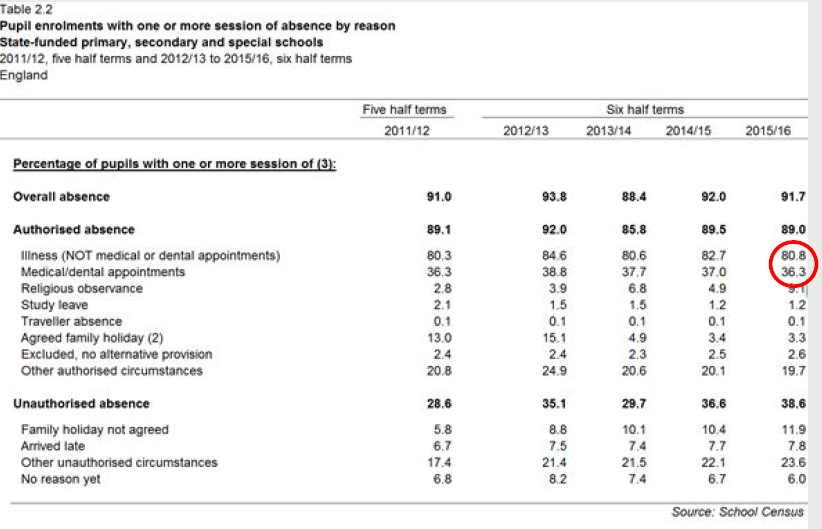 Table 2.2
Pupil enrolments with one or more session of absence by reason
State-funded primary, secondary and special schools
2011/12, five half terms and 2012/13 to 2015/16, six half terms
England
Five half terms Six half terms
2011/12 2012/13 2013/14 2014/15 2015/16
Percentage of pupils with one or more session of (3):
Overall absence 91.0 93.8 88.4 92.0 91.7
Authorised absence 89.1 92.0 85.8 89.5 89.0
Illness (NOT medical or dental appointments) 80.3 84.6 80.6 82.7 80.8
Medical/dental appointments 36.3 38.8 37.7 37.0 36.3
Religious observance 2.8 3.9 6.8 4.9 9.1
Study leave 2.1 1.5 1.5 1.2 1.2
Traveller absence 0.1 0.1 0.1 0.1 0.1
Agreed family holiday (2) 13.0 15.1 4.9 3.4 3.3
Excluded, no alternative provision 2.4 2.4 2.3 2.5 2.6
Other authorised circumstances 20.8 24.9 20.6 20.1 19.7
Unauthorised absence 28.6 35.1 29.7 36.6 38.6
Family holiday not agreed 5.8 8.8 10.1 10.4 11.9
Arrived late 6.7 7.5 7.4 7.7 7.8
Other unauthorised circumstances 17.4 21.4 21.5 22.1 23.6
No reason yet 6.8 8.2 7.4 6.7 6.0
Source: School Census